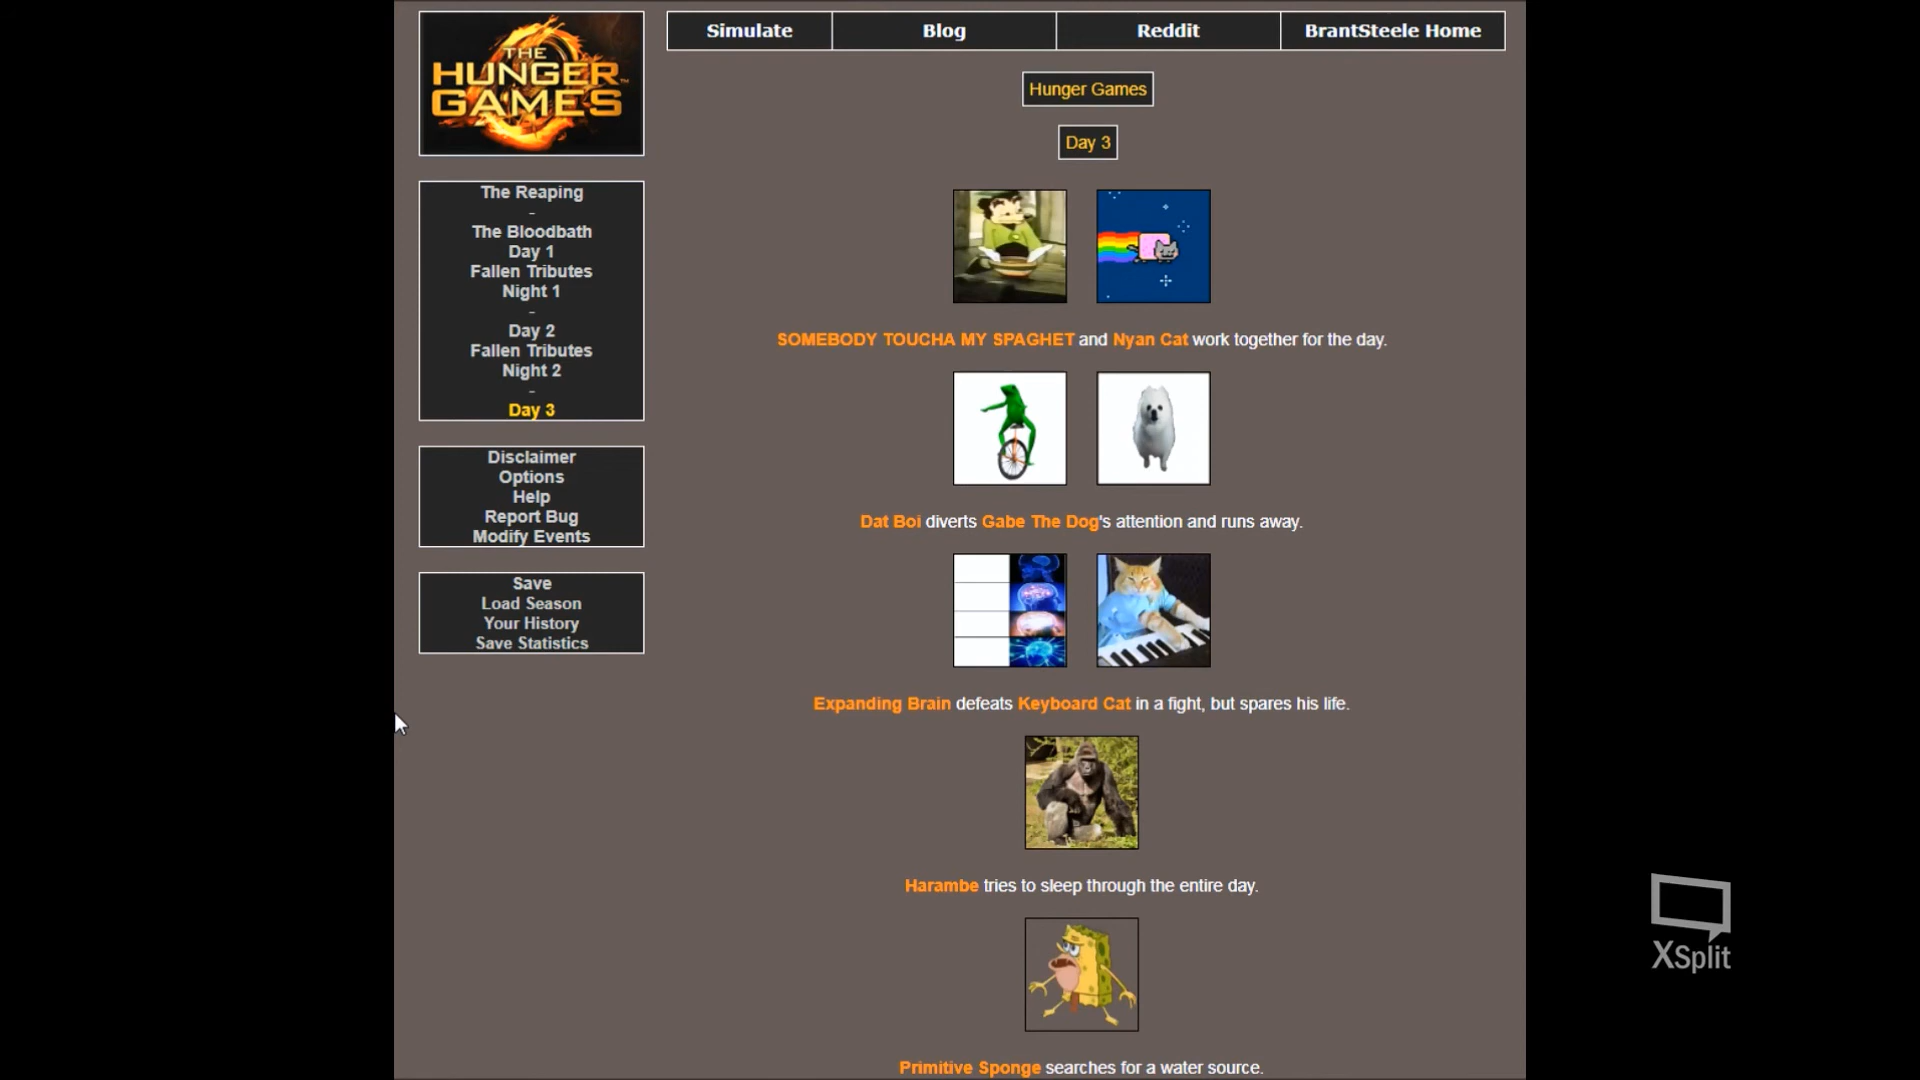 THE
HUNGER
GAMES
Simulate
Blog
Reddit
BrantSteele Home
The Reaping
-
The Bloodbath
Day 1
Fallen Tributes
Night 1
-
Day 2
Fallen Tributes
Night 2
-
Day 3
Disclaimer
Options
Help
Report Bug
Modify Events
Save
Load Season
Your History
Save Statistics
Hunger Games
Day 3
SOMEBODY TOUCHA MY SPAGHET and Nyan Cat work together for the day.
Dat Boi diverts Gabe The Dog's attention and runs away.
Expanding Brain defeats Keyboard Cat in a fight, but spares his life.
Harambe tries to sleep through the entire day.
Primitive Sponge searches for a water source.
XSplit